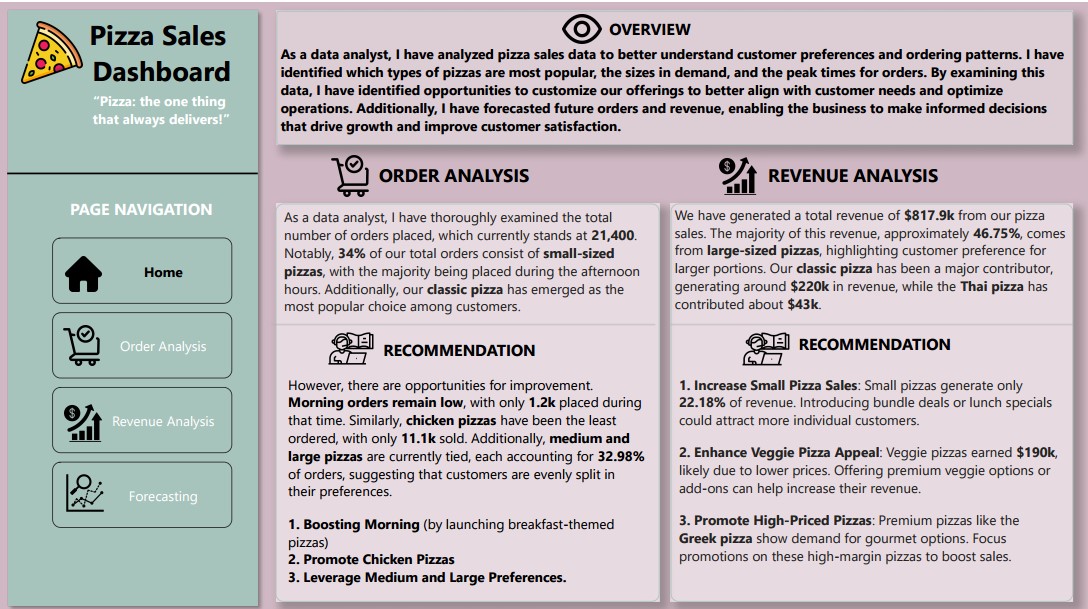 Pizza Sales
Dashboard
“Pizza: the one thing
that always delivers!”
PAGE NAVIGATION
Home
Order Analysis
Revenue Analysis
Forecasting
OVERVIEW
As a data analyst, I have analyzed pizza sales data to better understand customer preferences and ordering patterns. I have
identified which types of pizzas are most popular, the sizes in demand, and the peak times for orders. By examining this
data, I have identified opportunities to customize our offerings to better align with customer needs and optimize
operations. Additionally, I have forecasted future orders and revenue, enabling the business to make informed decisions
that drive growth and improve customer satisfaction.
ORDER ANALYSIS
As a data analyst, I have thoroughly examined the total
number of orders placed, which currently stands at 21,400.
Notably, 34% of our total orders consist of small-sized
pizzas, with the majority being placed during the afternoon
hours. Additionally, our classic pizza has emerged as the
most popular choice among customers.
RECOMMENDATION
However, there are opportunities for improvement.
Morning orders remain low, with only 1.2k placed during
that time. Similarly, chicken pizzas have been the least
ordered, with only 11.1k sold. Additionally, medium and
large pizzas are currently tied, each accounting for 32.98%
of orders, suggesting that customers are evenly split in
their preferences.
1. Boosting Morning (by launching breakfast-themed
pizzas)
2. Promote Chicken Pizzas
3. Leverage Medium and Large Preferences.
REVENUE ANALYSIS
We have generated a total revenue of $817.9k from our pizza
sales. The majority of this revenue, approximately 46.75%, comes
from large-sized pizzas, highlighting customer preference for
larger portions. Our classic pizza has been a major contributor,
generating around $220k in revenue, while the Thai pizza has
contributed about $43k.
RECOMMENDATION
1. Increase Small Pizza Sales: Small pizzas generate only
22.18% of revenue. Introducing bundle deals or lunch specials
could attract more individual customers.
2. Enhance Veggie Pizza Appeal: Veggie pizzas earned $190k,
likely due to lower prices. Offering premium veggie options or
add-ons can help increase their revenue.
3. Promote High-Priced Pizzas: Premium pizzas like the
Greek pizza show demand for gourmet options. Focus
promotions on these high-margin pizzas to boost sales.